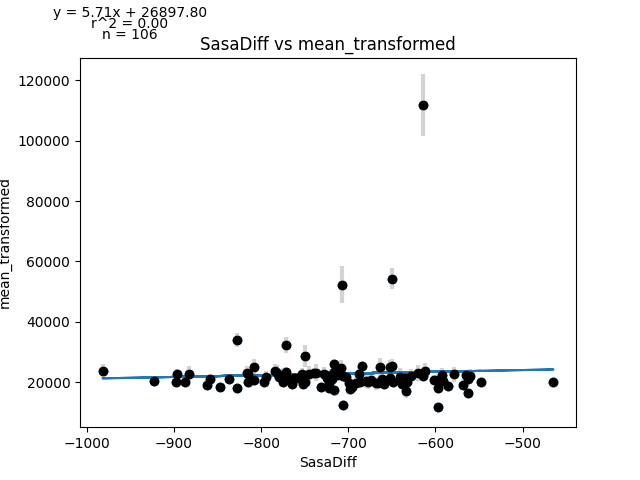 y = 5.71x + 26897.80
r^2 = 0.00
n = 106
SasaDiff vs mean_transformed
120000
100000
80000
60000
40000
20000
mean_transformed
−1000
−900
−800
−700
−600
−500
SasaDiff